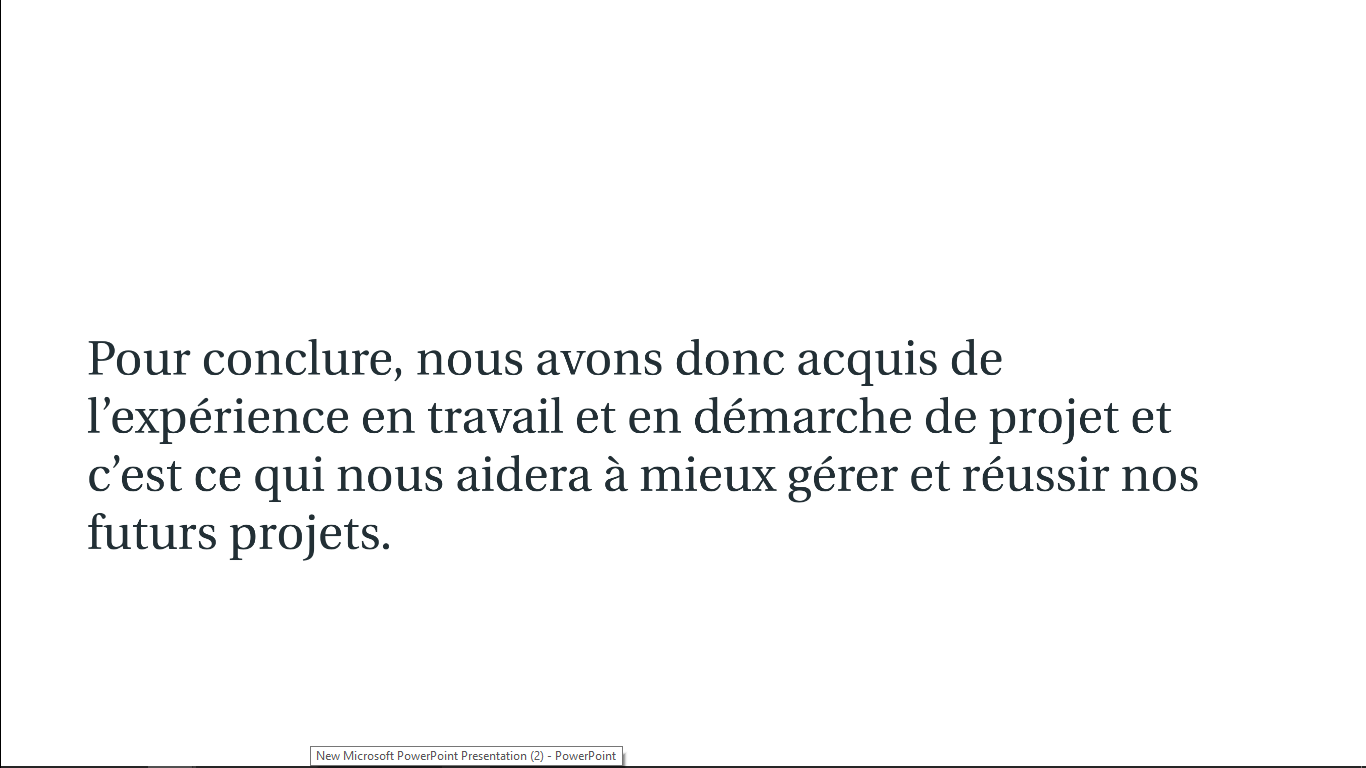 Pour conclure, nous avons donc acquis de
l’expérience en travail et en démarche de projet et
c’est ce qui nous aidera à mieux gérer et réussir nos
futurs projets.
New Microsoft PowerPoint Presentation (2) - PowerPoint